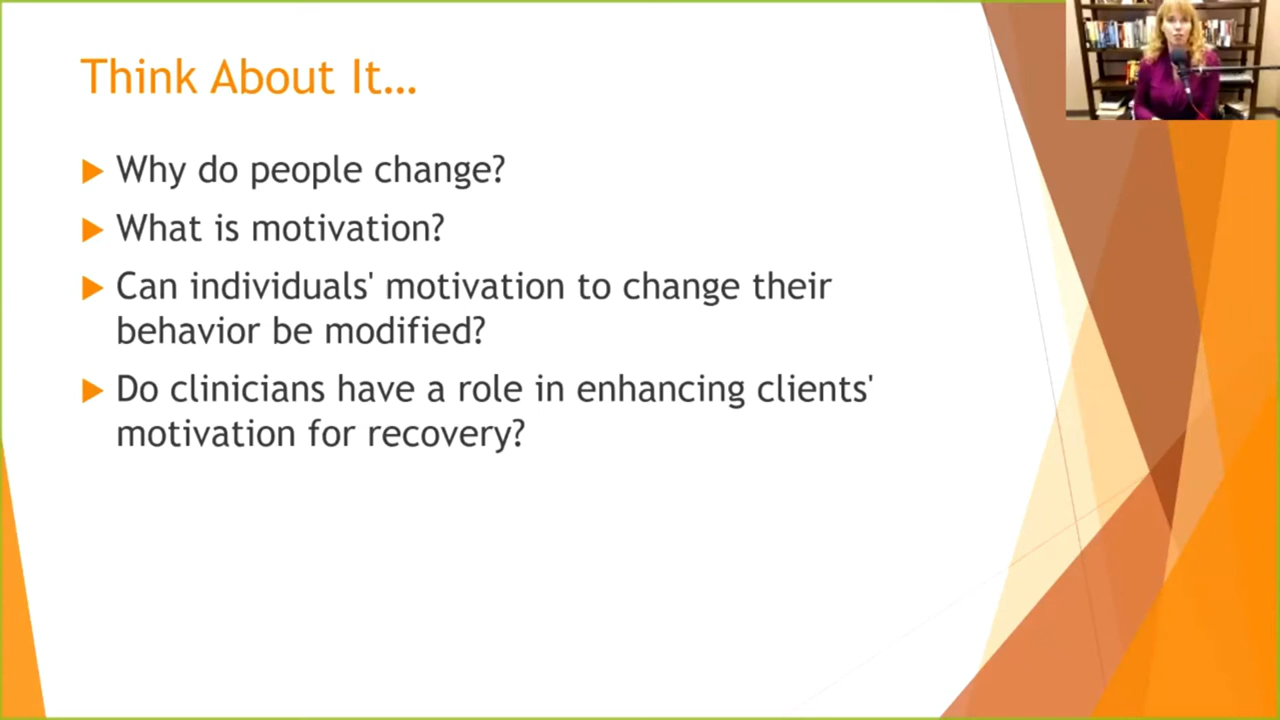 Think About It…
Why do people change?
What is motivation?
Can individuals' motivation to change their
behavior be modified?
Do clinicians have a role in enhancing clients'
motivation for recovery?